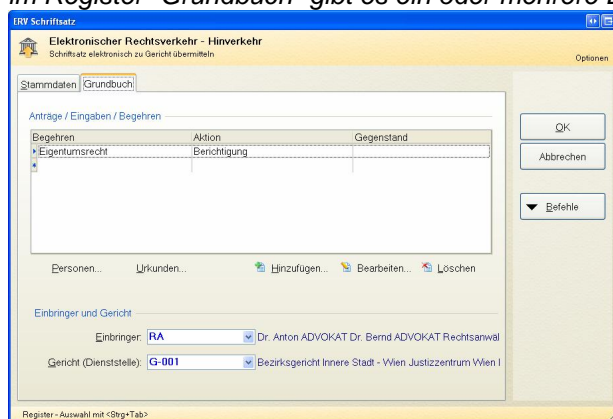 im Register "Grundbuch" gibt es ein oder mehrere
ERV Schriftsatz
Elektronischer Rechtsverkehr - Hinverkehr
Schriftsatz elektronisch zu Gericht übermitteln
Optionen
Stammdaten Grundbuch
Anträge / Eingaben / Begehren
Begehren Aktion Gegenstand
Eigentumsrecht Berichtigung
OK
Abbrechen
Befehle
Personen... Urkunden... Hinzufügen... Bearbeiten... Löschen
Einbringer und Gericht
Einbringer: RA Dr. Anton ADVOKAT Dr. Bernd ADVOKAT Rechtsanwäl
Gericht (Dienststelle): G-001 Bezirksgericht Innere Stadt - Wien Justizzentrum Wien I
Register - Auswahl mit <Strg+Tab>